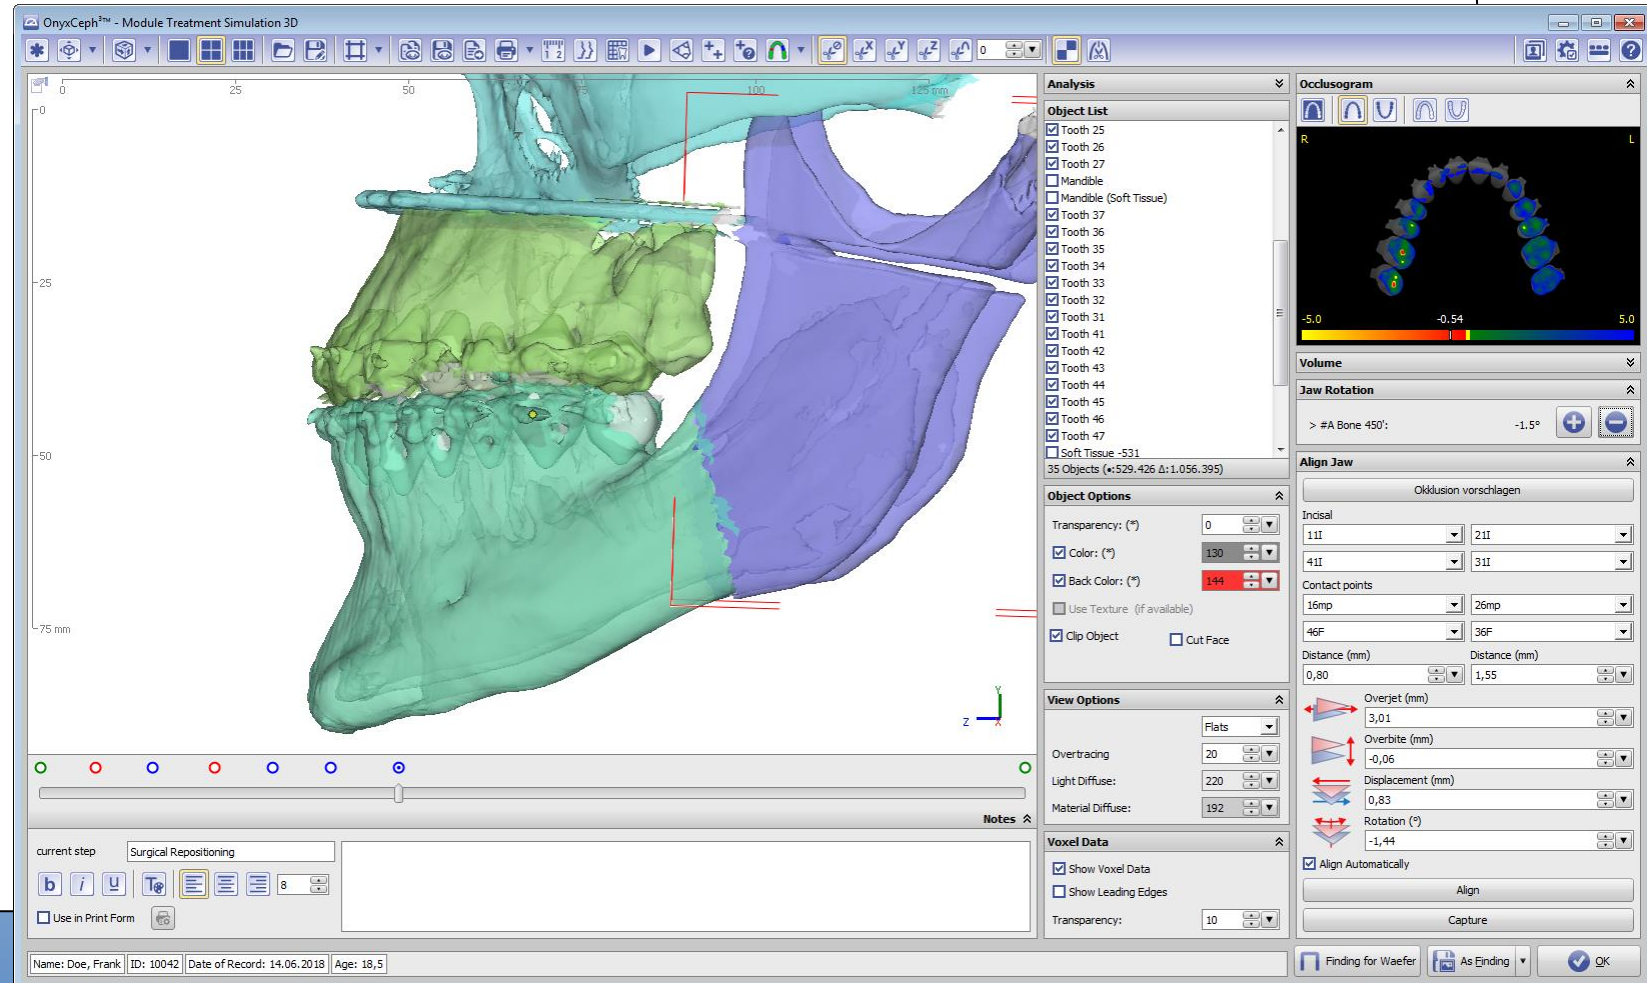 OnyxCeph³™ - Module Treatment Simulation 3D
0
0 25 50 75 100 125 mm
0
25
50
75 mm
Y
Z X
Notes
current step Surgical Repositioning
b i u T 8
Use in Print Form
Name: Doe, Frank ID: 10042 Date of Record: 14.06.2018 Age: 18,5
Analysis
Object List
Tooth 25
Tooth 26
Tooth 27
Mandible
Mandible (Soft Tissue)
Tooth 37
Tooth 36
Tooth 35
Tooth 34
Tooth 33
Tooth 32
Tooth 31
Tooth 41
Tooth 42
Tooth 43
Tooth 44
Tooth 45
Tooth 46
Tooth 47
Soft Tissue -531
35 Objects (•:529.426 Δ:1.056.395)
Object Options
Transparency: (*) 0
Color: (*) 130
Back Color: (*) 144
Use Texture (if available)
Clip Object Cut Face
View Options
Flats
Overtracing 20
Light Diffuse: 220
Material Diffuse: 192
Voxel Data
Show Voxel Data
Show Leading Edges
Transparency: 10
Occlusogram
R L
-5.0 -0.54 5.0
Volume
Jaw Rotation
> #A Bone 450': -1.5°
Align Jaw
Okklusion vorschlagen
Incisal
11I 21I
41I 31I
Contact points
16mp 26mp
46F 36F
Distance (mm) Distance (mm)
0,80 1,55
Overjet (mm)
3,01
Overbite (mm)
-0,06
Displacement (mm)
0,83
Rotation (°)
-1,44
Align Automatically
Align
Capture
Finding for Waefer As Finding OK